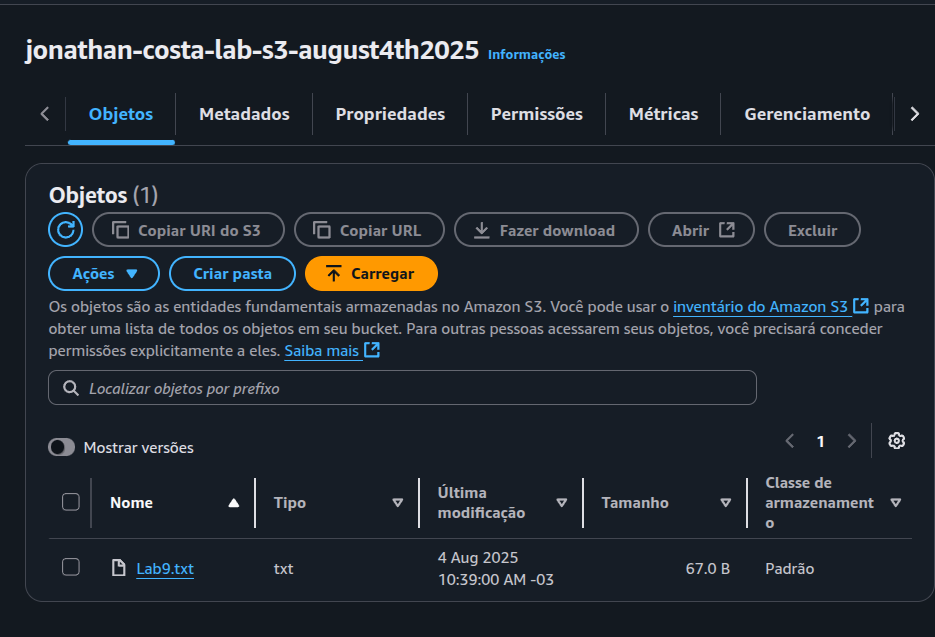 jonathan-costa-lab-s3-august4th2025 Informações
Objetos Metadados Propriedades Permissões Métricas Gerenciamento
Objetos (1)
Copiar URI do S3 Copiar URL Fazer download Abrir Excluir
Ações Criar pasta Carregar
Os objetos são as entidades fundamentais armazenadas no Amazon S3. Você pode usar o inventário do Amazon S3 para
obter uma lista de todos os objetos em seu bucket. Para outras pessoas acessarem seus objetos, você precisará conceder
permissões explicitamente a eles. Saiba mais
Localizar objetos por prefixo
Mostrar versões 1
Nome Tipo Última modificação Tamanho Classe de armazenamento
Lab9.txt txt 4 Aug 2025 10:39:00 AM -03 67.0 B Padrão